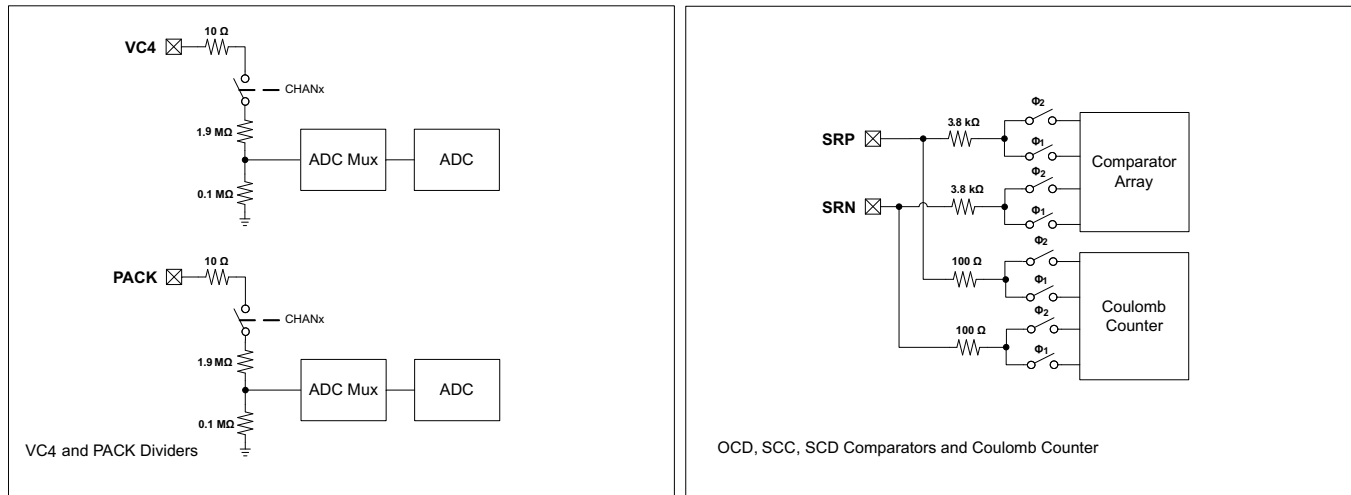 10 Ω
VC4
CHANx
1.9 MΩ
ADC Mux
ADC
0.1 MΩ
10 Ω
PACK
CHANx
1.9 MΩ
ADC Mux
ADC
0.1 MΩ
VC4 and PACK Dividers
Φ2
3.8 kΩ
SRP
Φ1
Comparator
Array
Φ2
3.8 kΩ
SRN
Φ1
Φ2
100 Ω
Φ1
Coulomb
Counter
Φ2
100 Ω
Φ1
OCD, SCC, SCD Comparators and Coulomb Counter